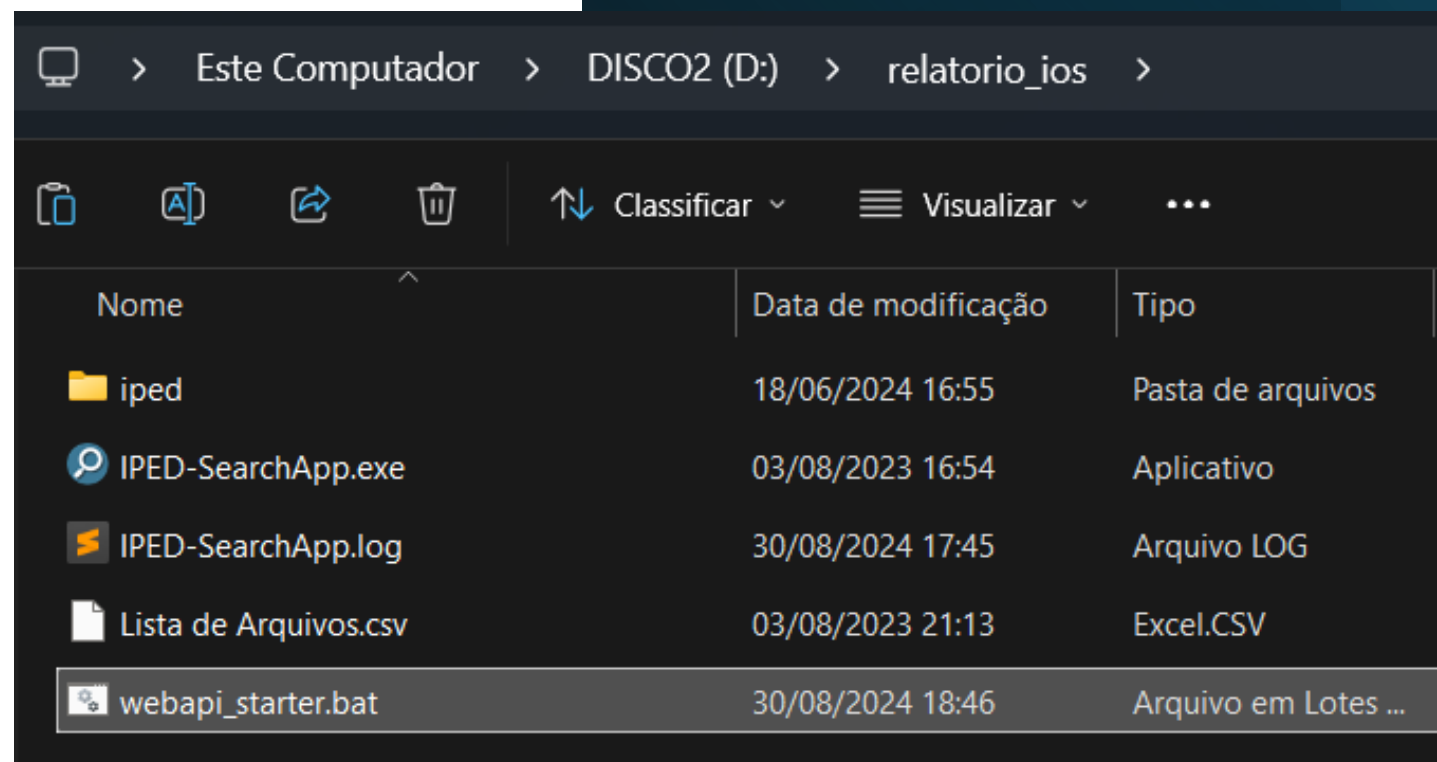 Este Computador > DISCO2 (D:) > relatorio_ios >
Classificar Visualizar ...
Nome Data de modificação Tipo
iped 18/06/2024 16:55 Pasta de arquivos
IPED-SearchApp.exe 03/08/2023 16:54 Aplicativo
IPED-SearchApp.log 30/08/2024 17:45 Arquivo LOG
Lista de Arquivos.csv 03/08/2023 21:13 Excel.CSV
webapi_starter.bat 30/08/2024 18:46 Arquivo em Lotes ...